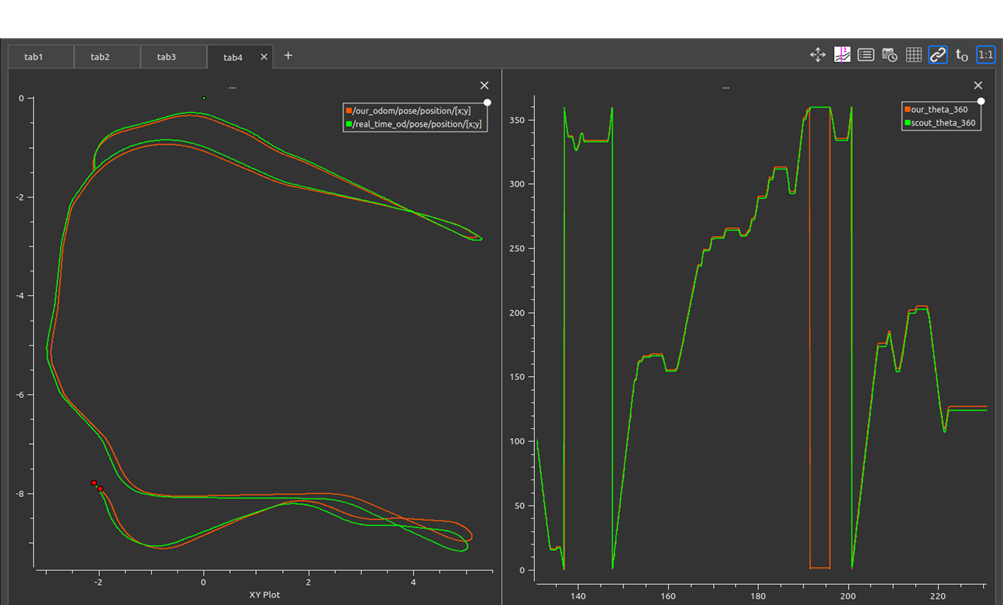 tab1 tab2 tab3 tab4 × +
t₀ 1:1
...
/our_odom/pose/position/[x;y]
/real_time_od/pose/position/[x;y]
0
-2
-4
-6
-8
-2 0 2 4
XY Plot
...
our_theta_360
scout_theta_360
350
300
250
200
150
100
50
0
140 160 180 200 220